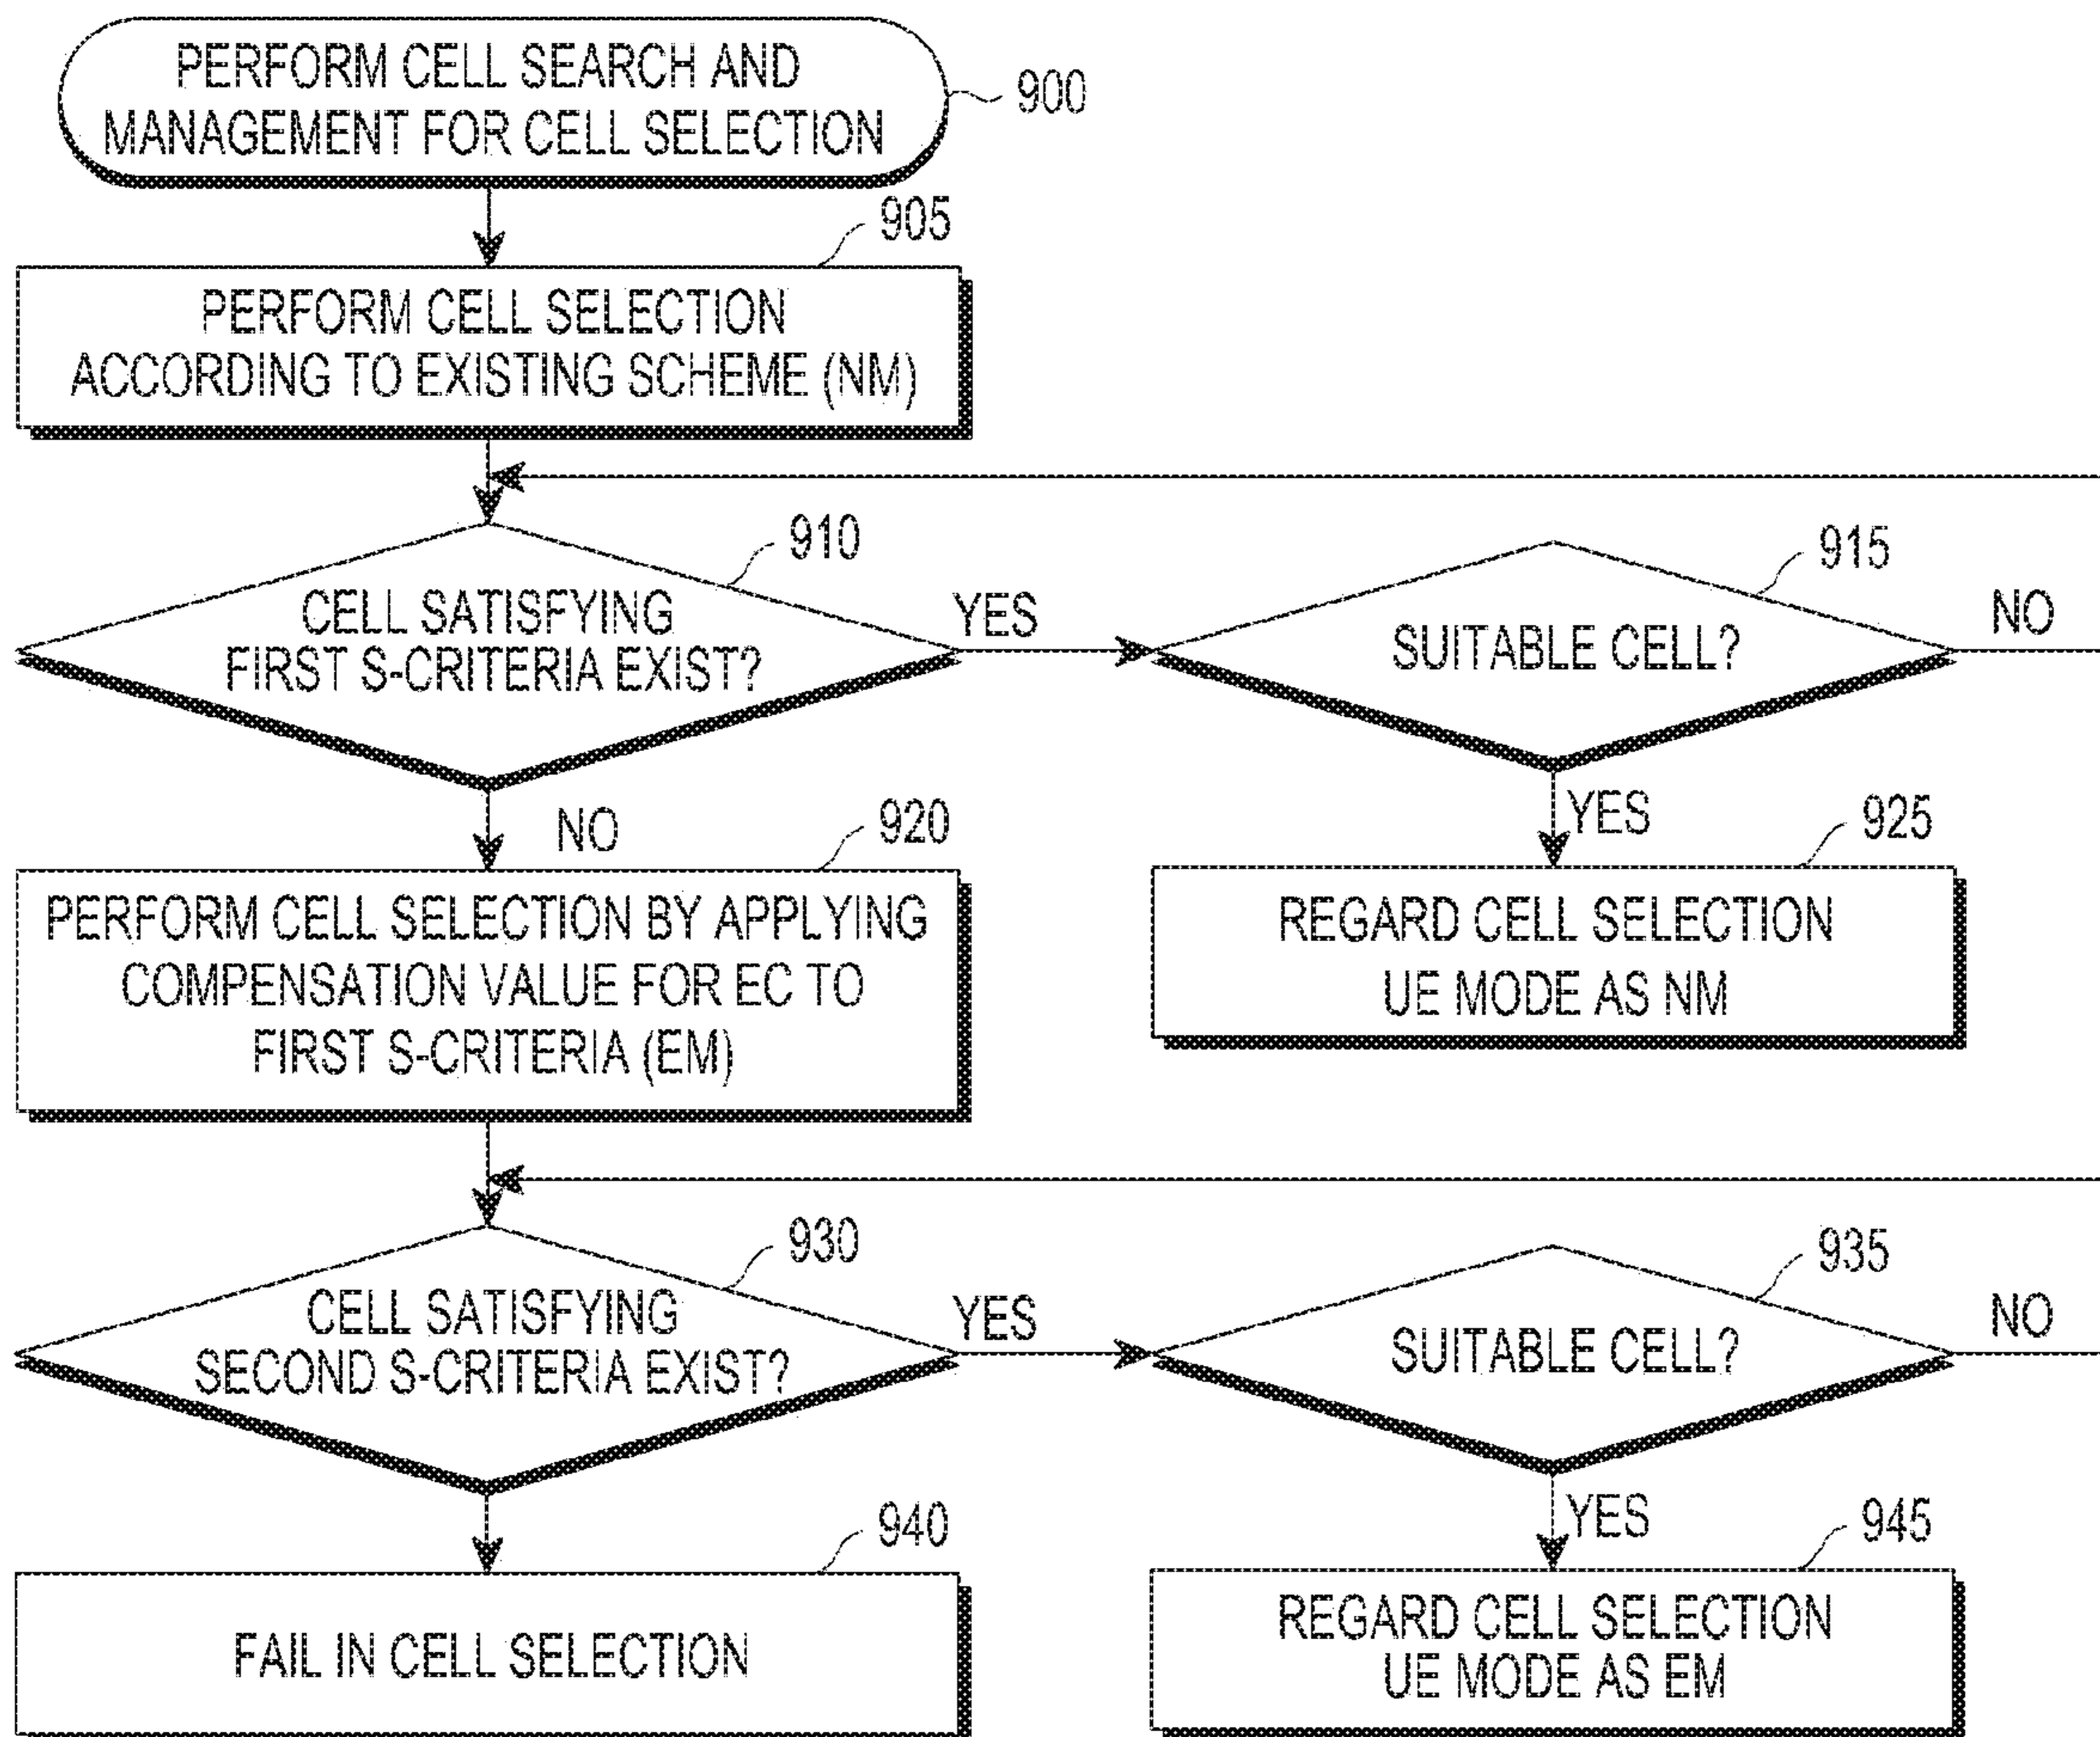 PERFORM CELL SEARCH AND
MANAGEMENT FOR CELL SELECTION
900
905
PERFORM CELL SELECTION
ACCORDING TO EXISTING SCHEME (NM)
910
CELL SATISFYING
FIRST S-CRITERIA EXIST?
YES
915
SUITABLE CELL?
NO
NO
YES
920
PERFORM CELL SELECTION BY APPLYING
COMPENSATION VALUE FOR EC TO
FIRST S-CRITERIA (EM)
925
REGARD CELL SELECTION
UE MODE AS NM
930
CELL SATISFYING
SECOND S-CRITERIA EXIST?
YES
935
SUITABLE CELL?
NO
YES
940
FAIL IN CELL SELECTION
945
REGARD CELL SELECTION
UE MODE AS EM